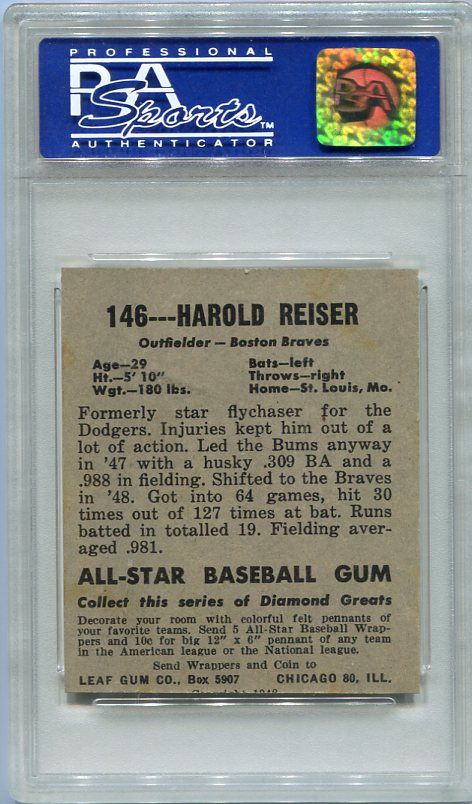 PROFESSIONAL
PSA
Sports™
AUTHENTICATOR
PSA
146---HAROLD REISER
Outfielder – Boston Braves
Age—29 Bats—left
Ht.—5' 10" Throws—right
Wgt.—180 lbs. Home—St. Louis, Mo.
Formerly star flychaser for the
Dodgers. Injuries kept him out of a
lot of action. Led the Bums anyway
in '47 with a husky .309 BA and a
.988 in fielding. Shifted to the Braves
in '48. Got into 64 games, hit 30
times out of 127 times at bat. Runs
batted in totalled 19. Fielding aver-
aged .981.
ALL-STAR BASEBALL GUM
Collect this series of Diamond Greats
Decorate your room with colorful felt pennants of
your favorite teams. Send 5 All-Star Baseball Wrap-
pers and 10c for big 12" x 6" pennant of any team
in the American league or the National league.
Send Wrappers and Coin to
LEAF GUM CO., Box 5907 CHICAGO 80, ILL.